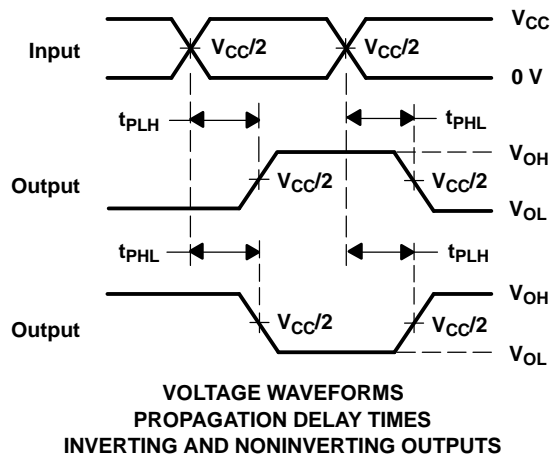 VCC
Input
VCC/2
VCC/2
0 V
tPLH
tPHL
VOH
Output
VCC/2
VCC/2
VOL
tPHL
tPLH
VOH
Output
VCC/2
VCC/2
VOL
VOLTAGE WAVEFORMS
PROPAGATION DELAY TIMES
INVERTING AND NONINVERTING OUTPUTS